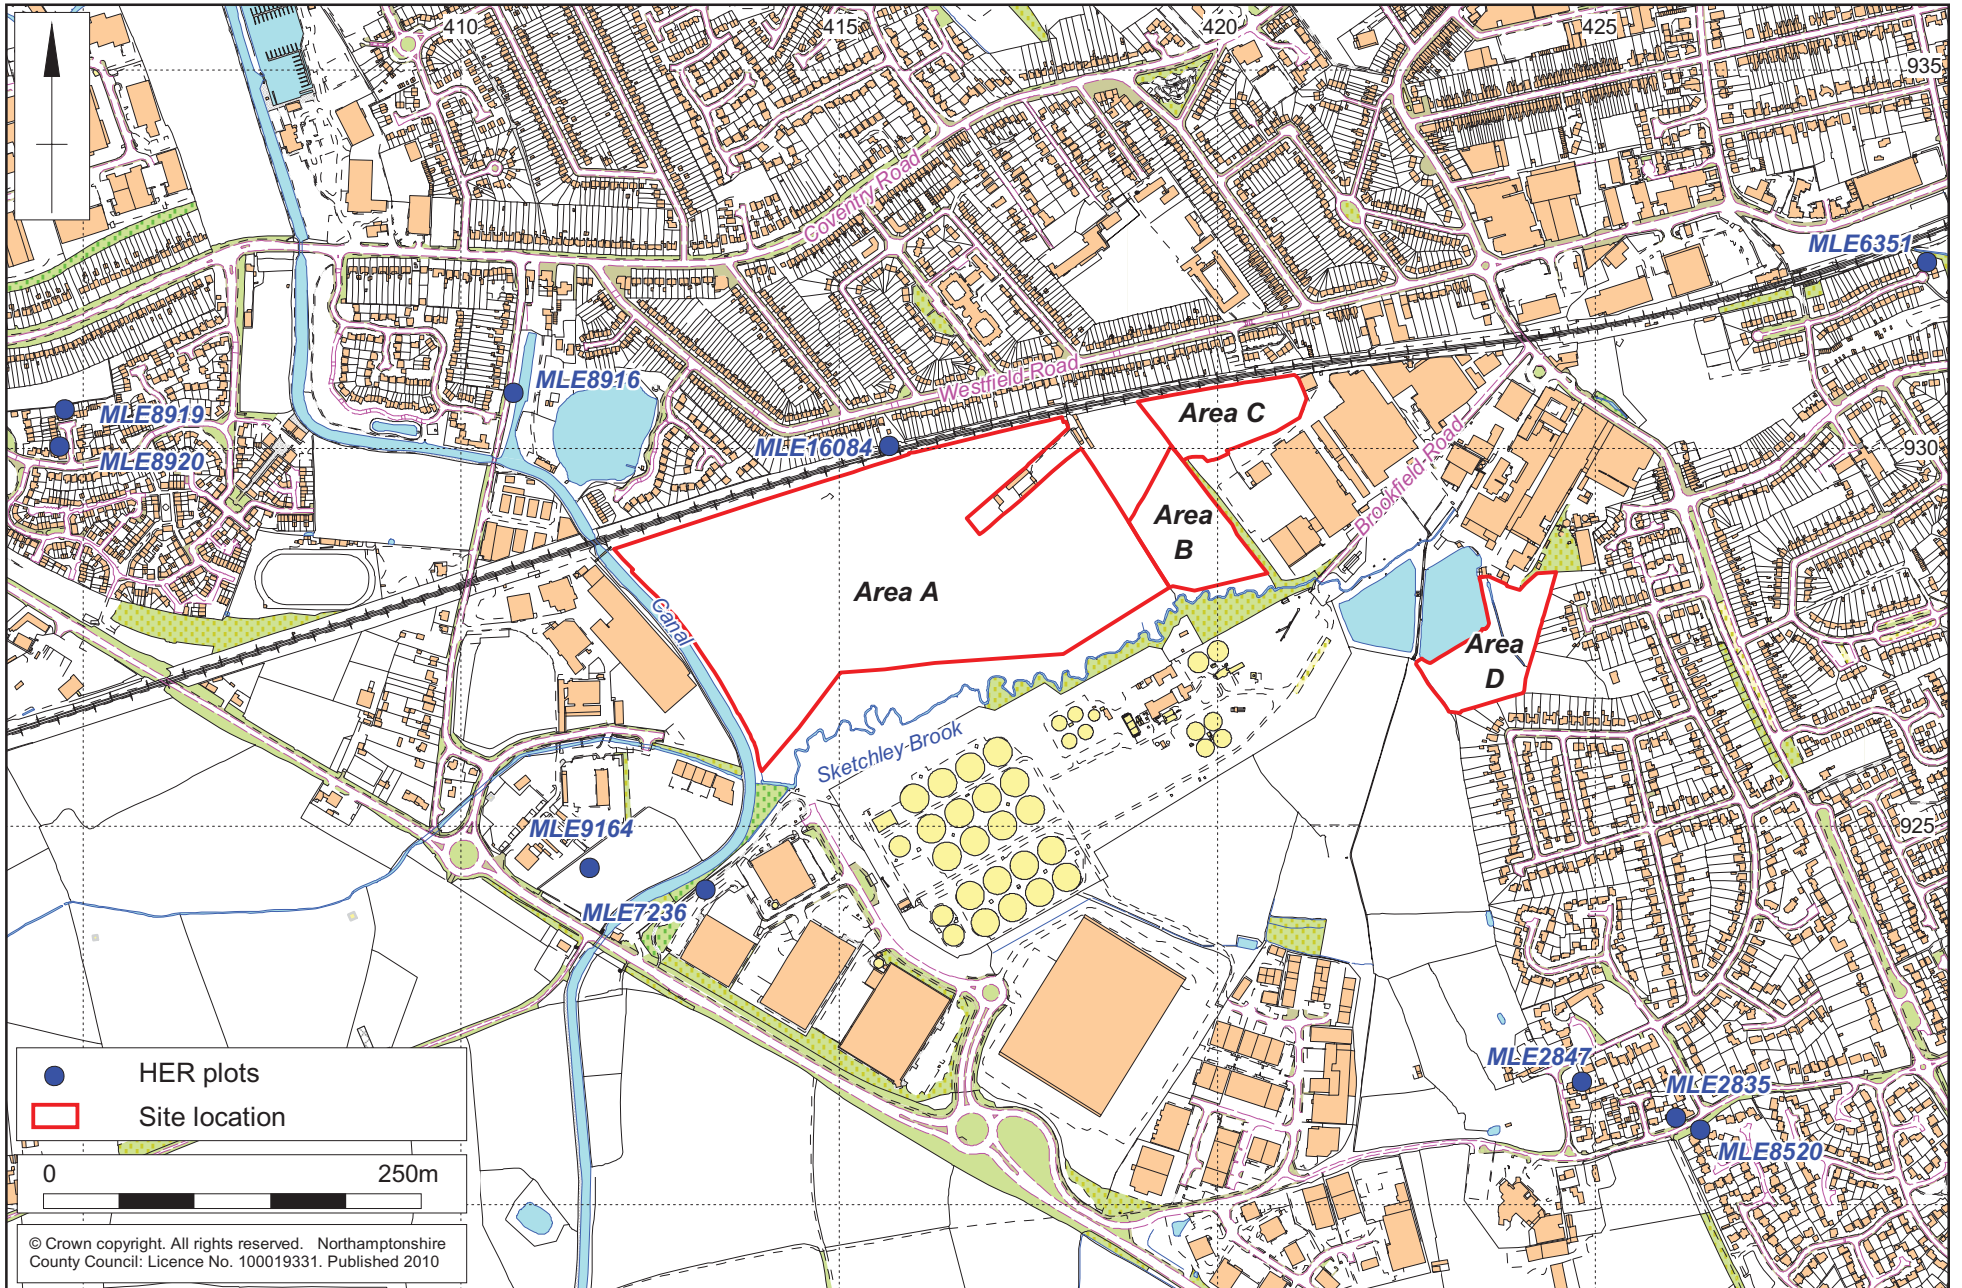 410
415
420
425
935
Coventry Road
MLE6351
Westfield Road
MLE8916
MLE8919
Area C
MLE16084
930
MLE8920
Brookfield Road
Area
B
Area A
Canal
Area
D
Sketchley Brook
MLE9164
925
MLE7236
MLE2847
HER plots
MLE2835
Site location
MLE8520
0 250m
© Crown copyright. All rights reserved. Northamptonshire
County Council: Licence No. 100019331. Published 2010